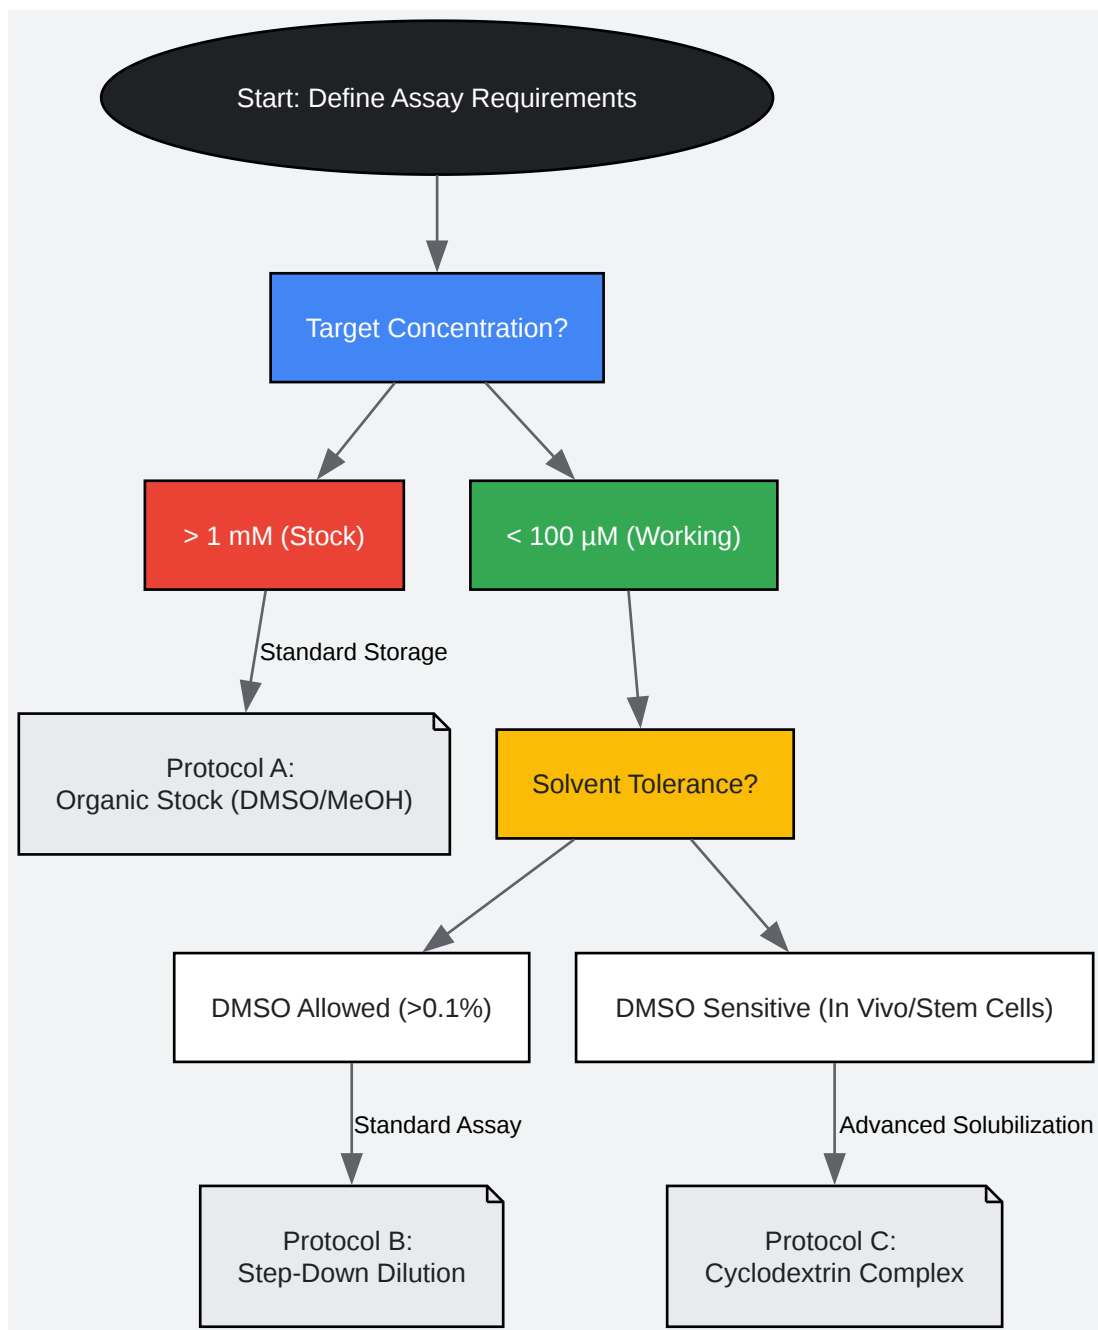 Start: Define Assay Requirements
Target Concentration?
> 1 mM (Stock)
< 100 µM (Working)
Standard Storage
Protocol A:
Organic Stock (DMSO/MeOH)
Solvent Tolerance?
DMSO Allowed (>0.1%)
DMSO Sensitive (In Vivo/Stem Cells)
Standard Assay
Advanced Solubilization
Protocol B:
Step-Down Dilution
Protocol C:
Cyclodextrin Complex